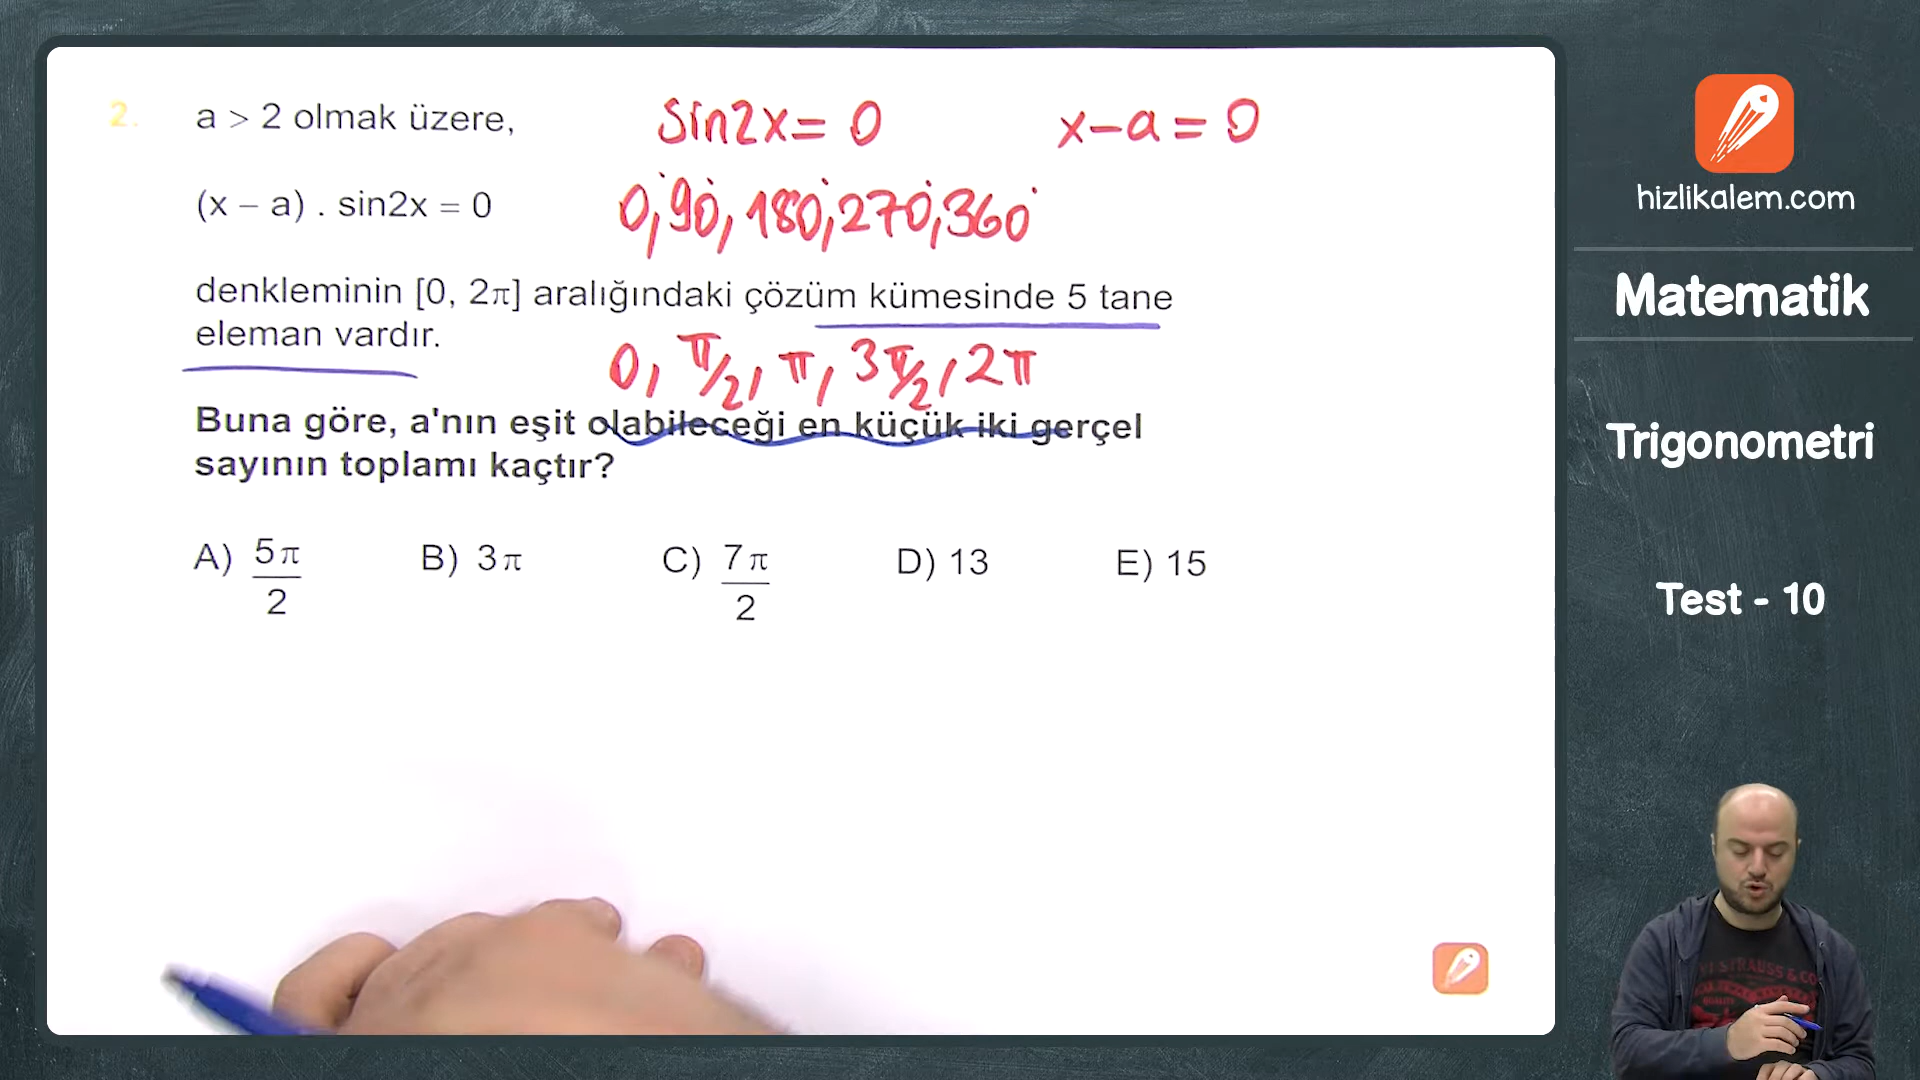 2. a > 2 olmak üzere,
sin2x = 0
x – a = 0
(x – a) . sin2x = 0
0°, 90°, 180°, 270°, 360°
denkleminin [0, 2π] aralığındaki çözüm kümesinde 5 tane
eleman vardır.
0, π/2, π, 3π/2, 2π
Buna göre, a'nın eşit olabileceği en küçük iki gerçel
sayının toplamı kaçtır?
A) 5π/2 B) 3π C) 7π/2 D) 13 E) 15
hizlikalem.com
Matematik
Trigonometri
Test - 10